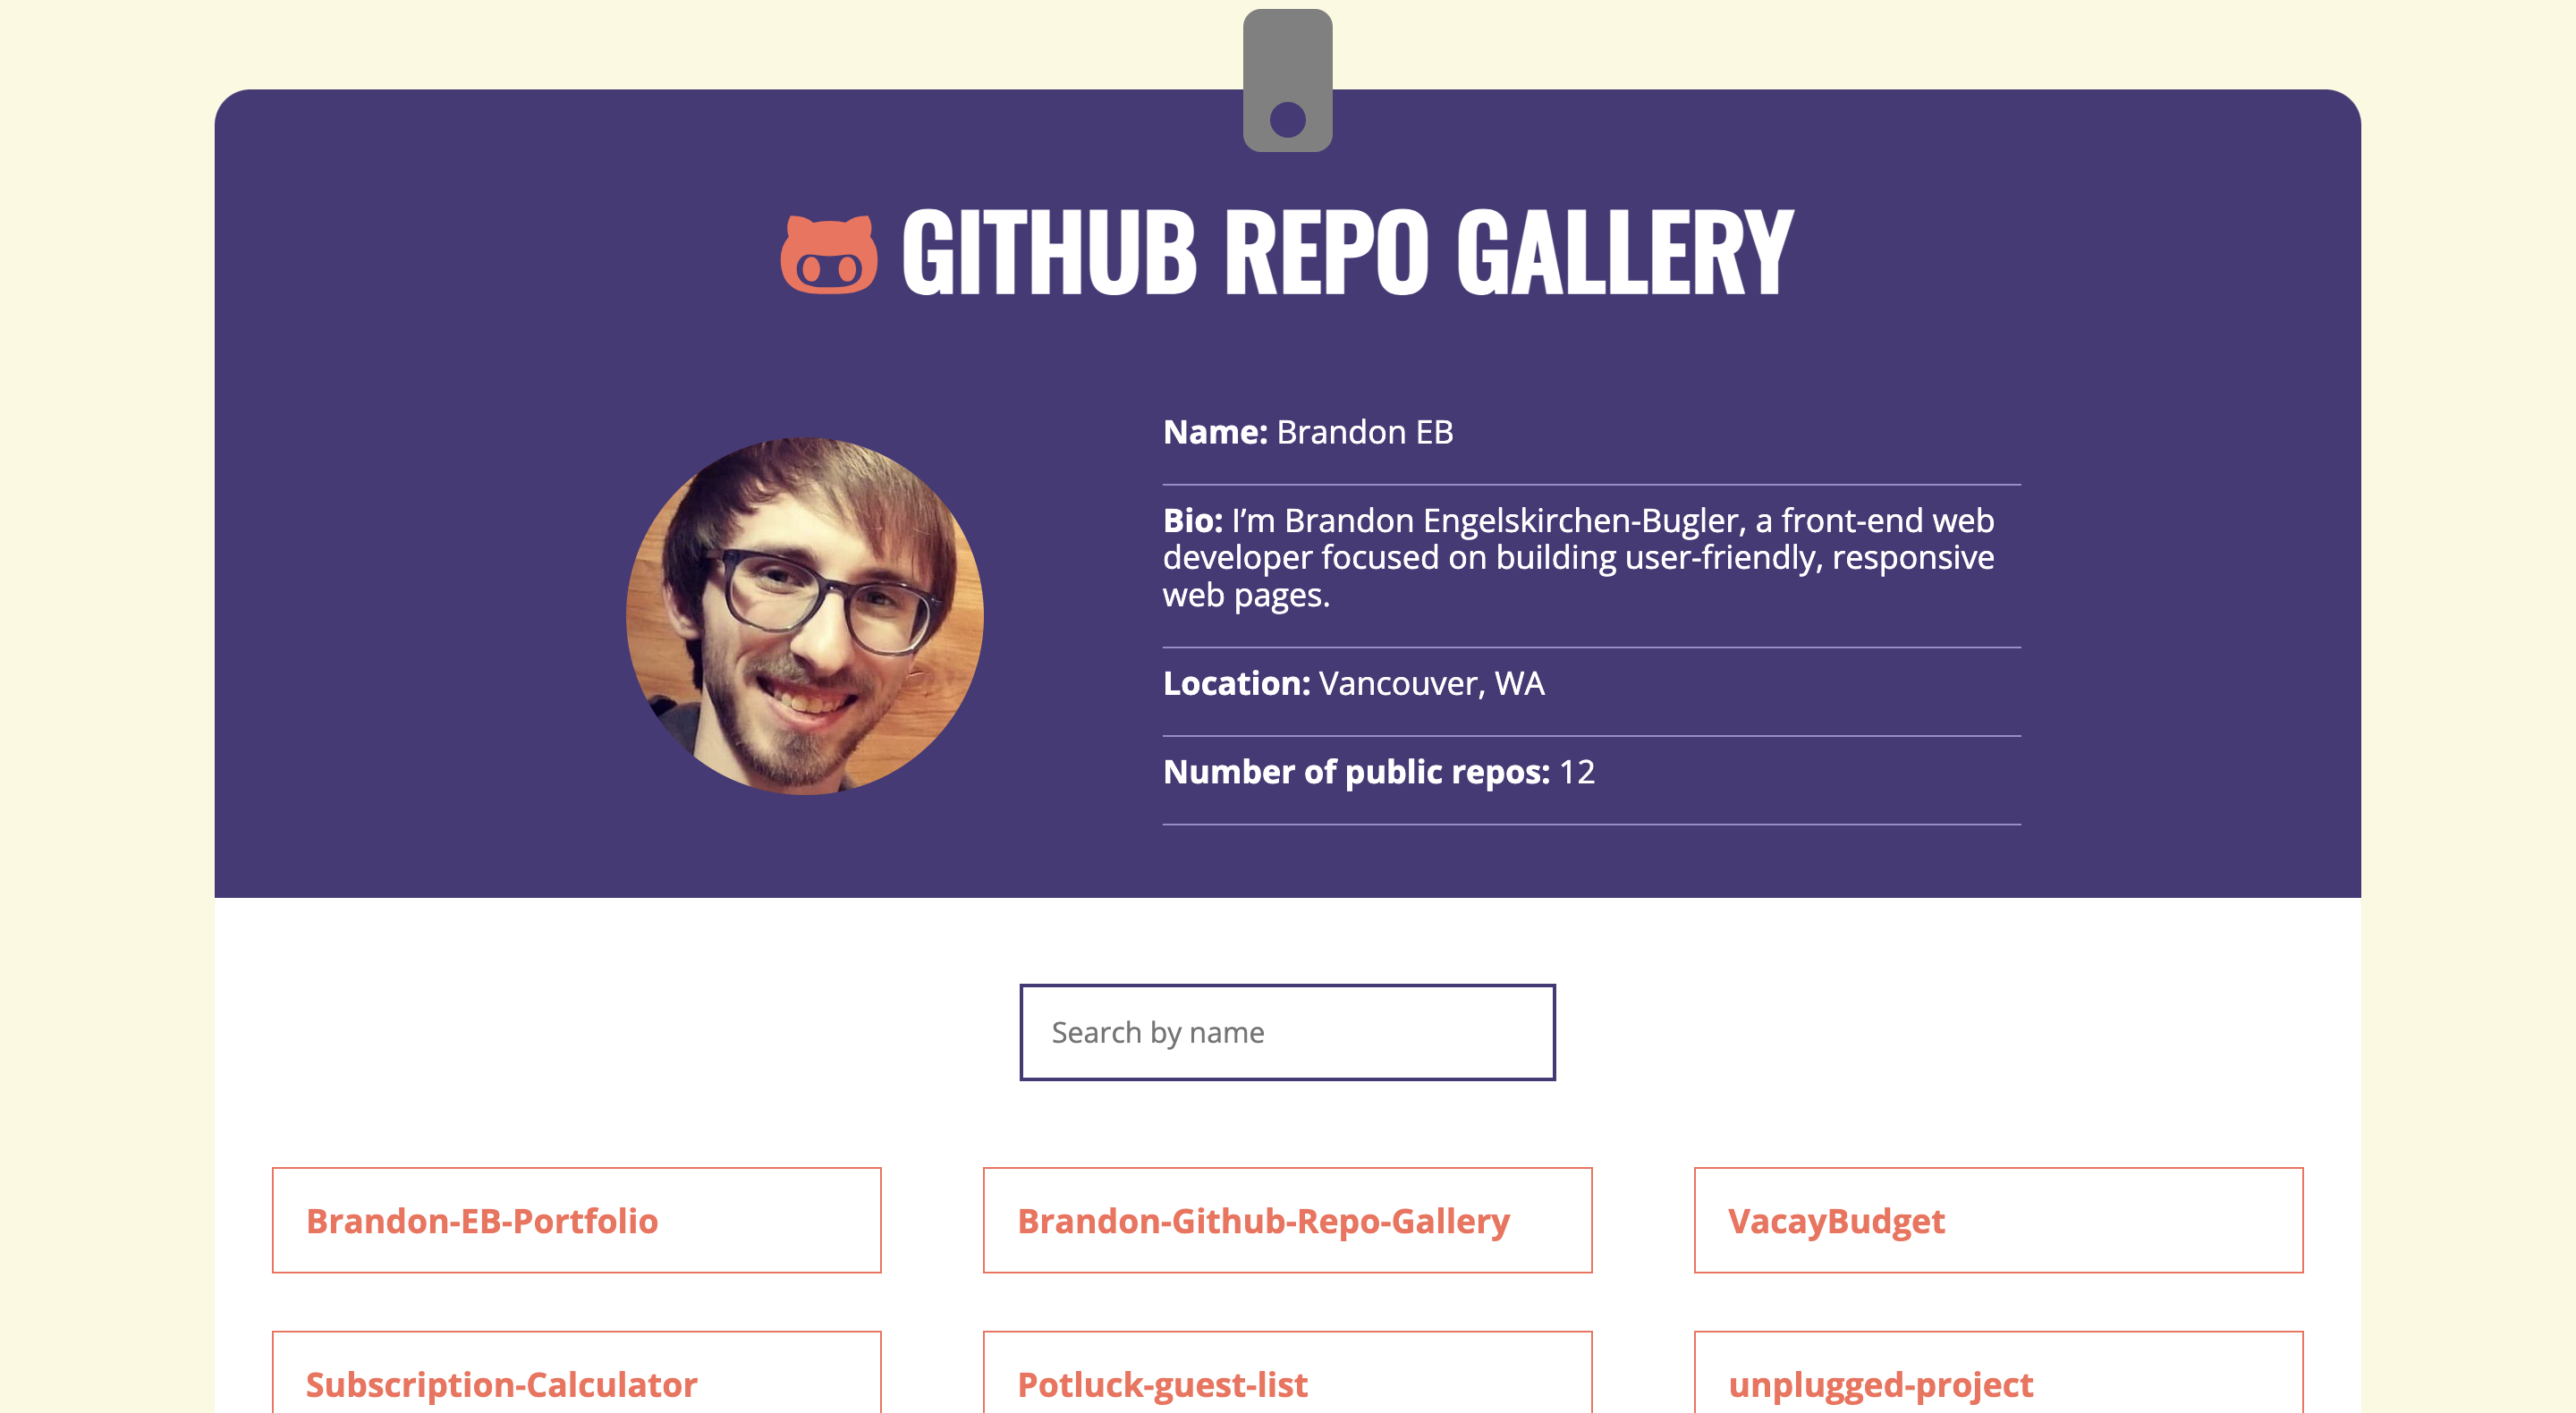 GITHUB REPO GALLERY
Name: Brandon EB
Bio: I’m Brandon Engelskirchen-Bugler, a front-end web
developer focused on building user-friendly, responsive
web pages.
Location: Vancouver, WA
Number of public repos: 12
Search by name
Brandon-EB-Portfolio
Brandon-Github-Repo-Gallery
VacayBudget
Subscription-Calculator
Potluck-guest-list
unplugged-project